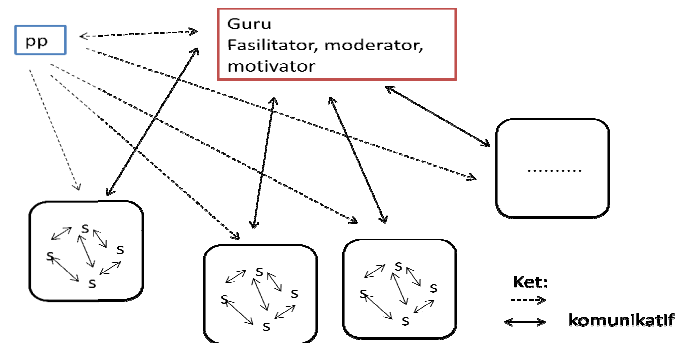 pp
Guru
Fasilitator, moderator,
motivator
..........
s
s
s
s
s
s
s
s
s
s
s
s
Ket:
komunikatif